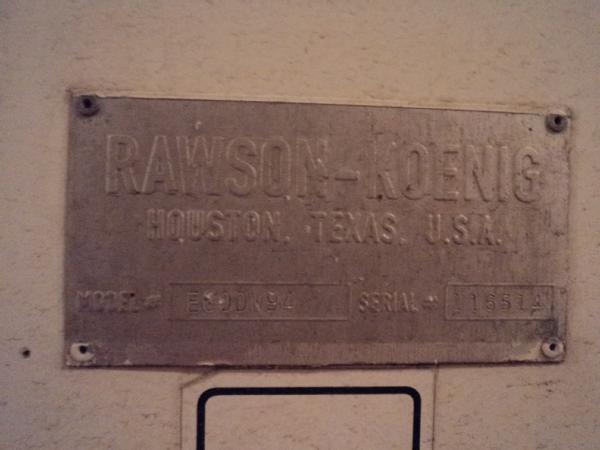 RAWSON-KOENIG
HOUSTON, TEXAS, U.S.A.
MODEL# SERIAL#